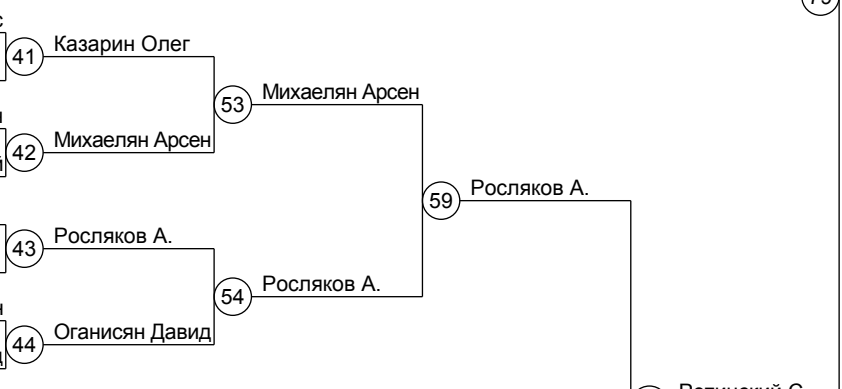 41 Казарин Олег
53 Михаелян Арсен
42 Михаелян Арсен
59 Росляков А.
43 Росляков А.
54 Росляков А.
44 Оганисян Давид